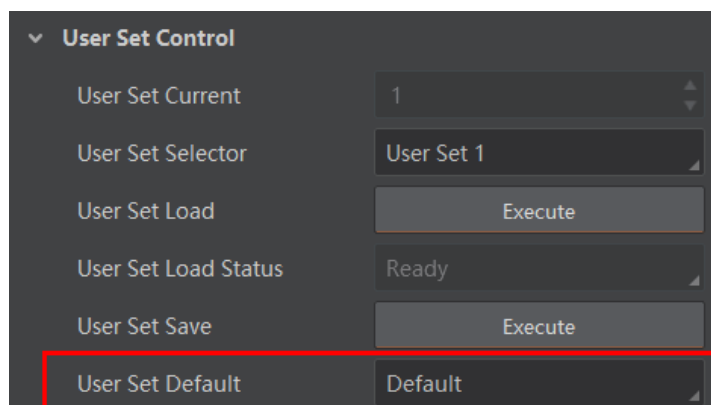 User Set Control
User Set Current 1
User Set Selector User Set 1
User Set Load Execute
User Set Load Status Ready
User Set Save Execute
User Set Default Default